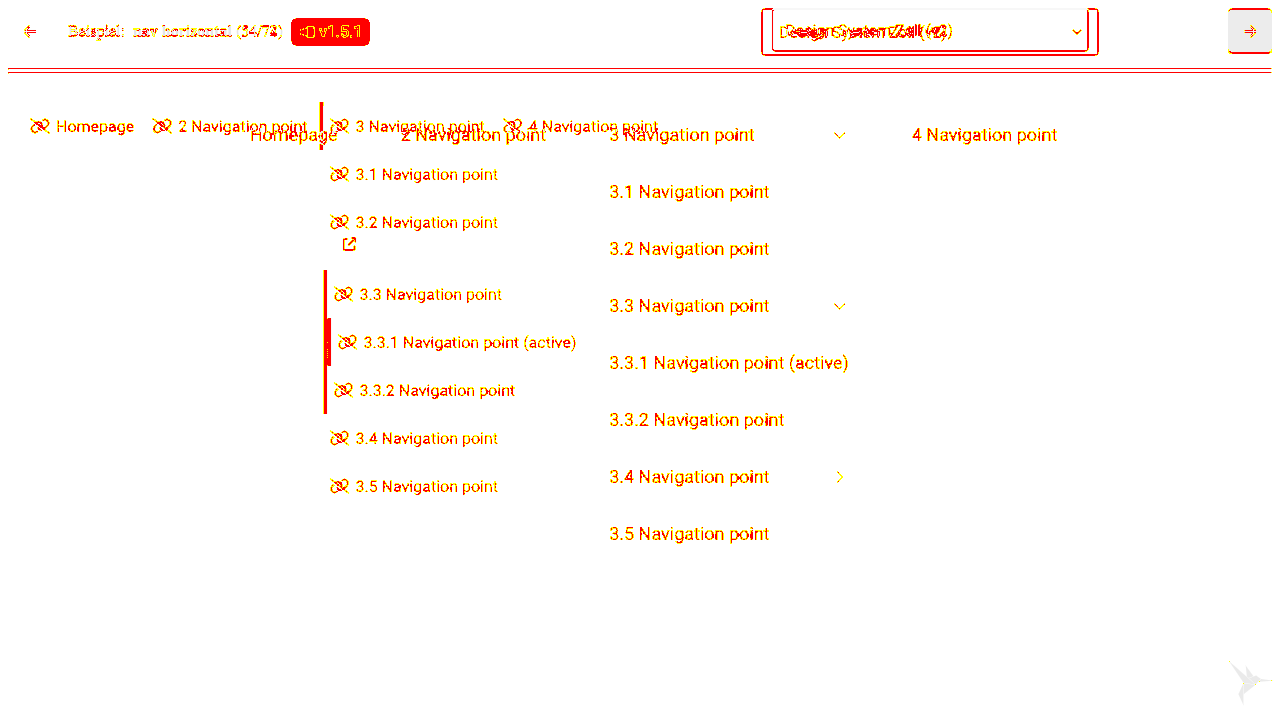 Beispiel: nav horizontal (34/72) v1.5.1
Design System Zoll (v2)
Homepage 2 Navigation point 3 Navigation point 4 Navigation point
Homepage 2 Navigation point 3 Navigation point 4 Navigation point
3.1 Navigation point
3.1 Navigation point
3.2 Navigation point
3.2 Navigation point
3.3 Navigation point
3.3 Navigation point
3.3.1 Navigation point (active)
3.3.1 Navigation point (active)
3.3.2 Navigation point
3.3.2 Navigation point
3.4 Navigation point
3.4 Navigation point
3.5 Navigation point
3.5 Navigation point